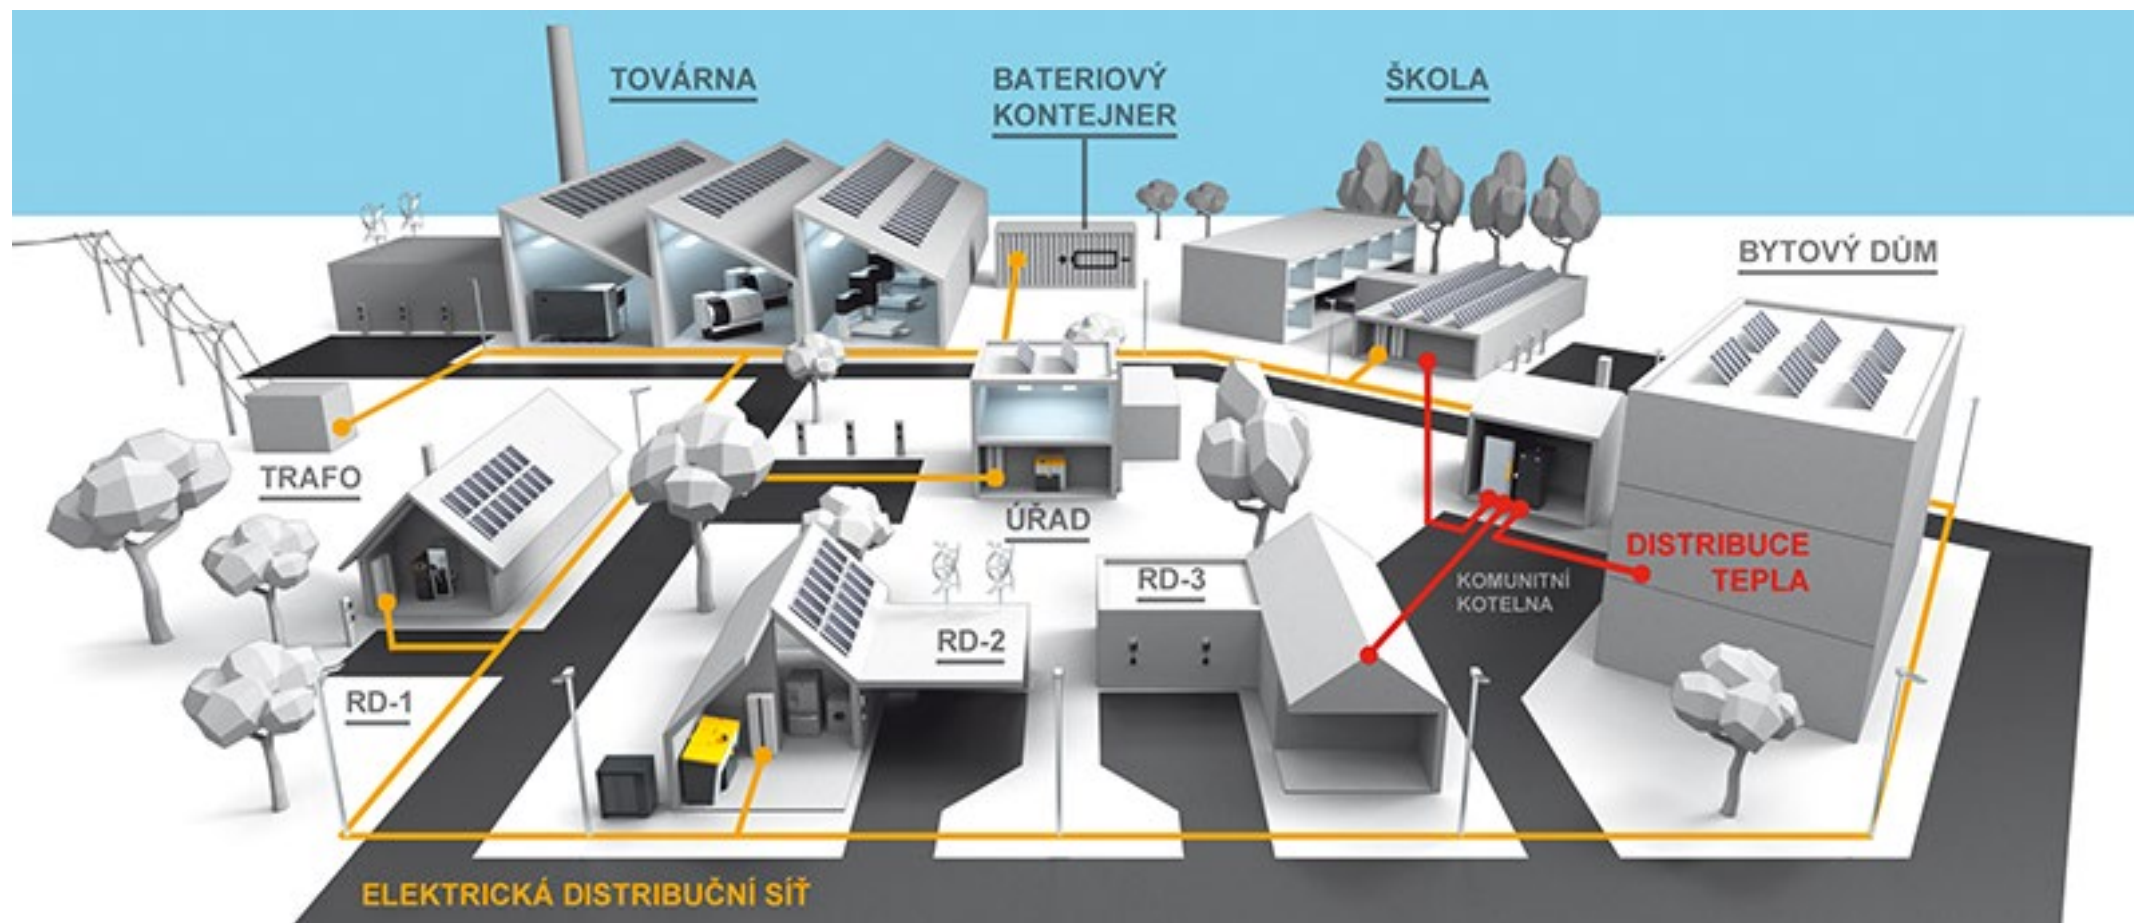 TOVÁRNA
BATERIOVÝ
KONTEJNER
ŠKOLA
BYTOVÝ DŮM
TRAFO
ÚŘAD
RD-3
DISTRIBUCE
TEPLA
KOMUNITNÍ
KOTELNA
RD-2
RD-1
ELEKTRICKÁ DISTRIBUČNÍ SÍŤ